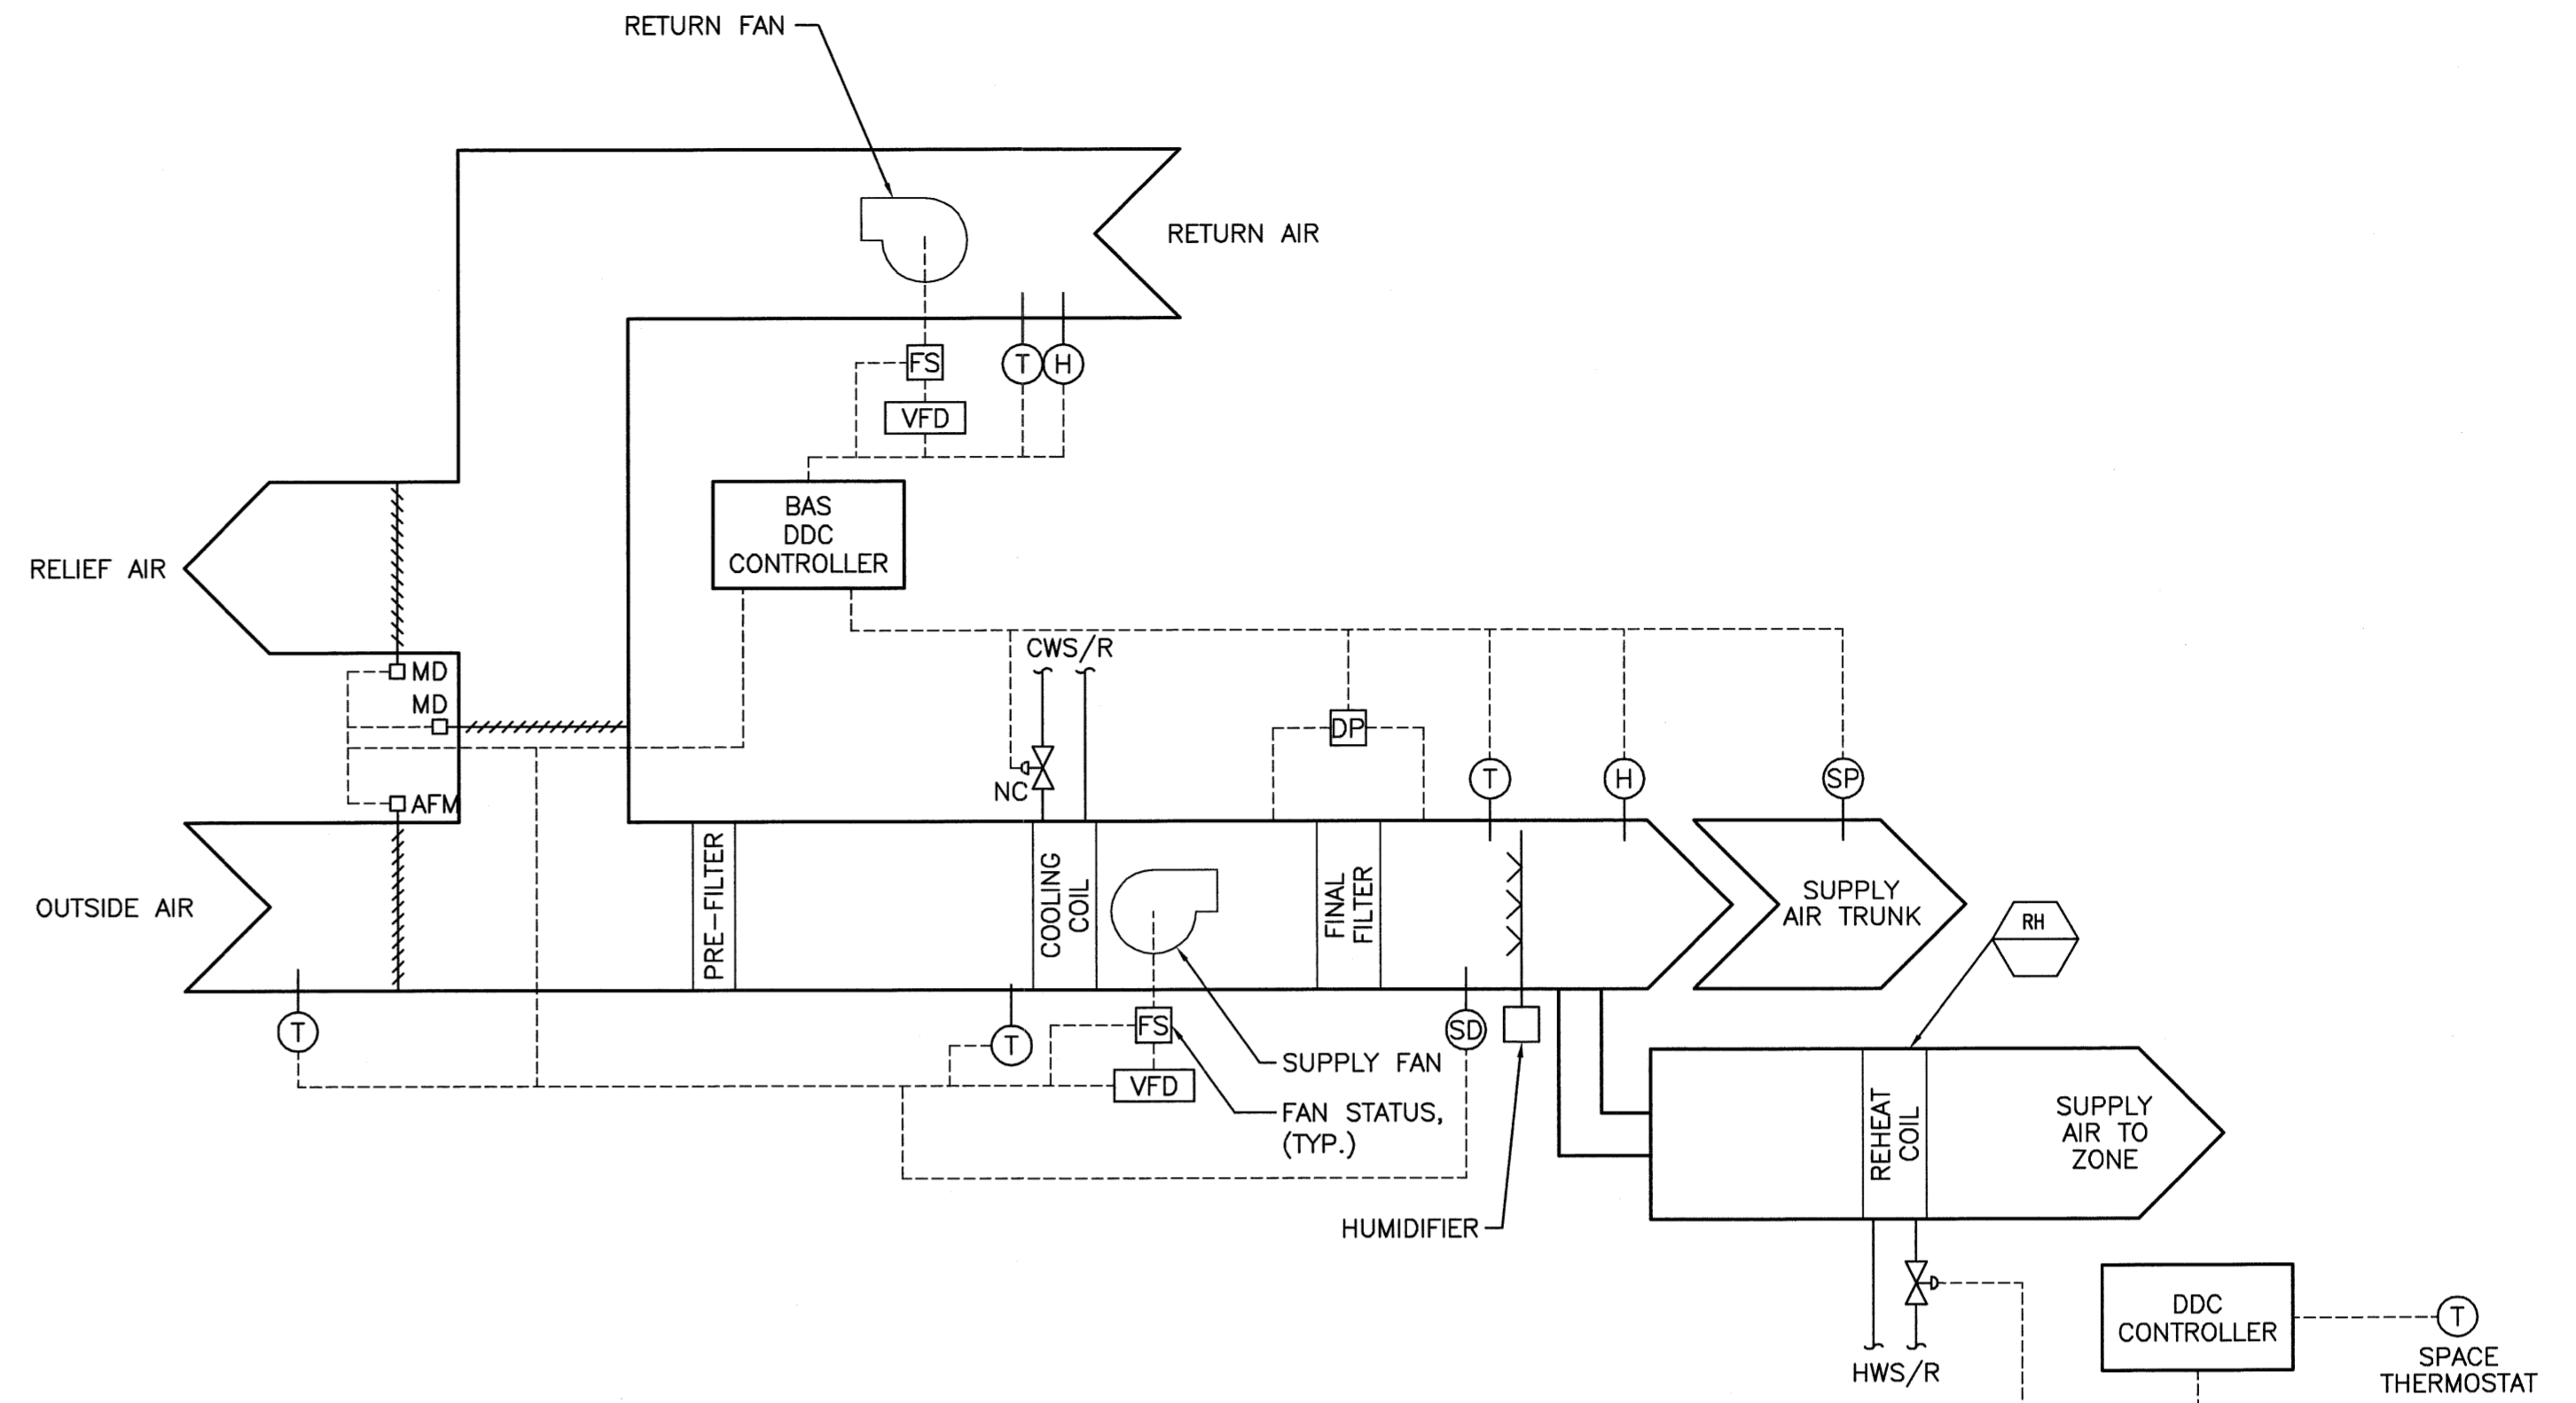 RETURN FAN
RETURN AIR
FS
T
H
VFD
BAS
DDC
CONTROLLER
RELIEF AIR
MD
MD
AFM
CWS/R
NC
DP
T
H
SP
OUTSIDE AIR
PRE-FILTER
COOLING
COIL
FINAL
FILTER
SUPPLY
AIR TRUNK
RH
T
T
FS
VFD
SD
SUPPLY FAN
FAN STATUS,
(TYP.)
HUMIDIFIER
REHEAT
COIL
SUPPLY
AIR TO
ZONE
HWS/R
DDC
CONTROLLER
T
SPACE
THERMOSTAT